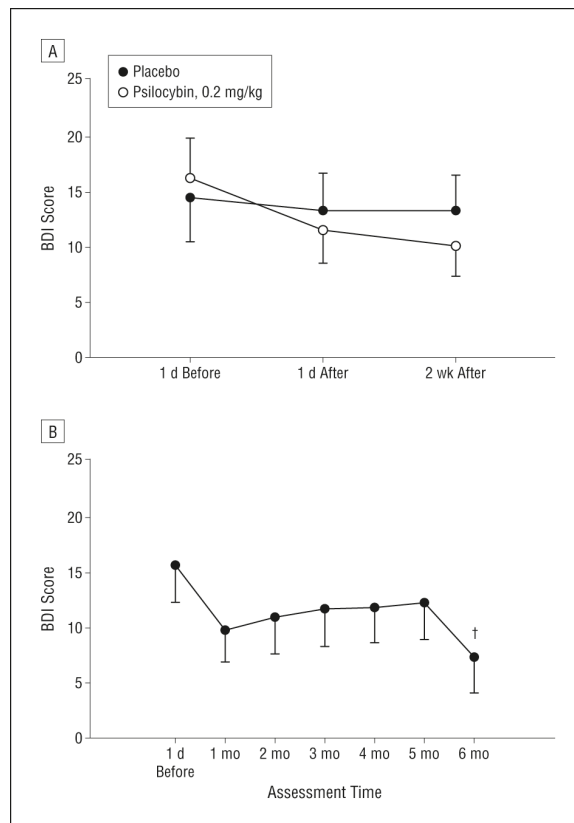 A
Placebo
Psilocybin, 0.2 mg/kg
25
20
15
10
5
0
BDI Score
1 d Before
1 d After
2 wk After
B
25
20
15
10
5
0
BDI Score
†
1 d
Before
1 mo
2 mo
3 mo
4 mo
5 mo
6 mo
Assessment Time